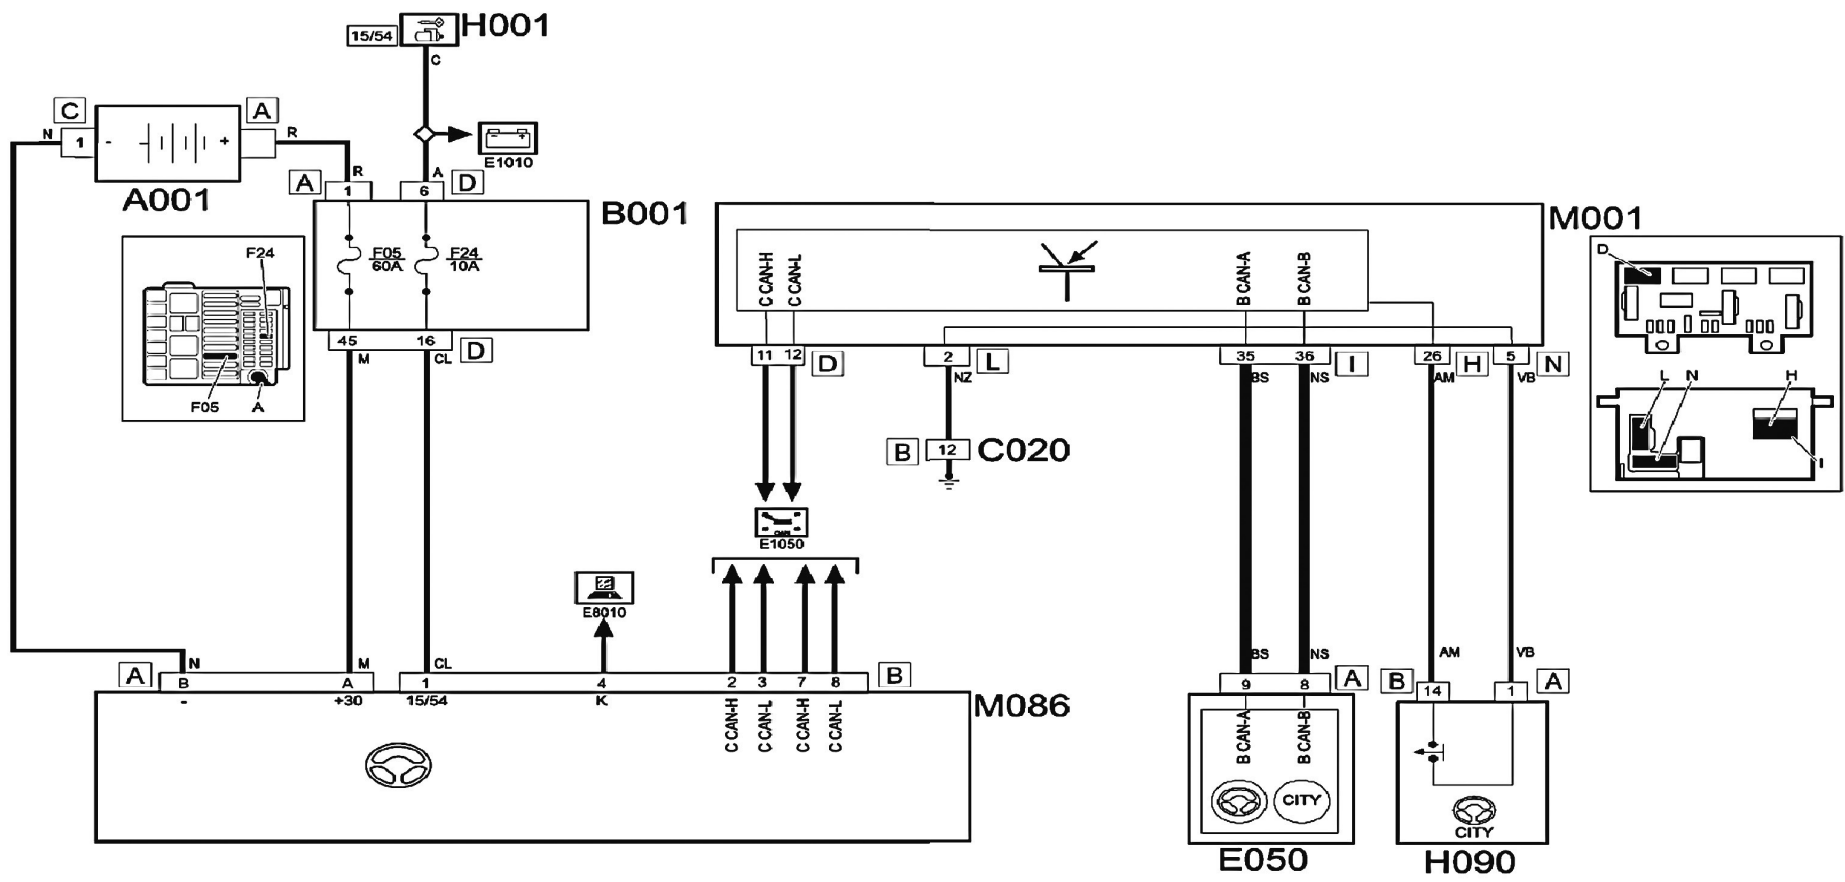 15/54
H001
C
C
A
N
1
-
+
R
A001
E1010
R
A
A
1
6
D
B001
F05
60A
F24
10A
45
16
D
M
CL
F24
F05
A
M001
C CAN-H
C CAN-L
B CAN-A
B CAN-B
11
12
D
2
L
35
36
I
26
H
5
N
NZ
BS
NS
AM
VB
B
12
C020
E1050
D
L
N
H
I
E8010
N
M
CL
BS
NS
AM
VB
A
B
A
1
4
2
3
7
8
B
-
+30
15/54
K
M086
C CAN-H
C CAN-L
C CAN-H
C CAN-L
9
8
A
B
14
1
A
B CAN-A
B CAN-B
CITY
CITY
E050
H090